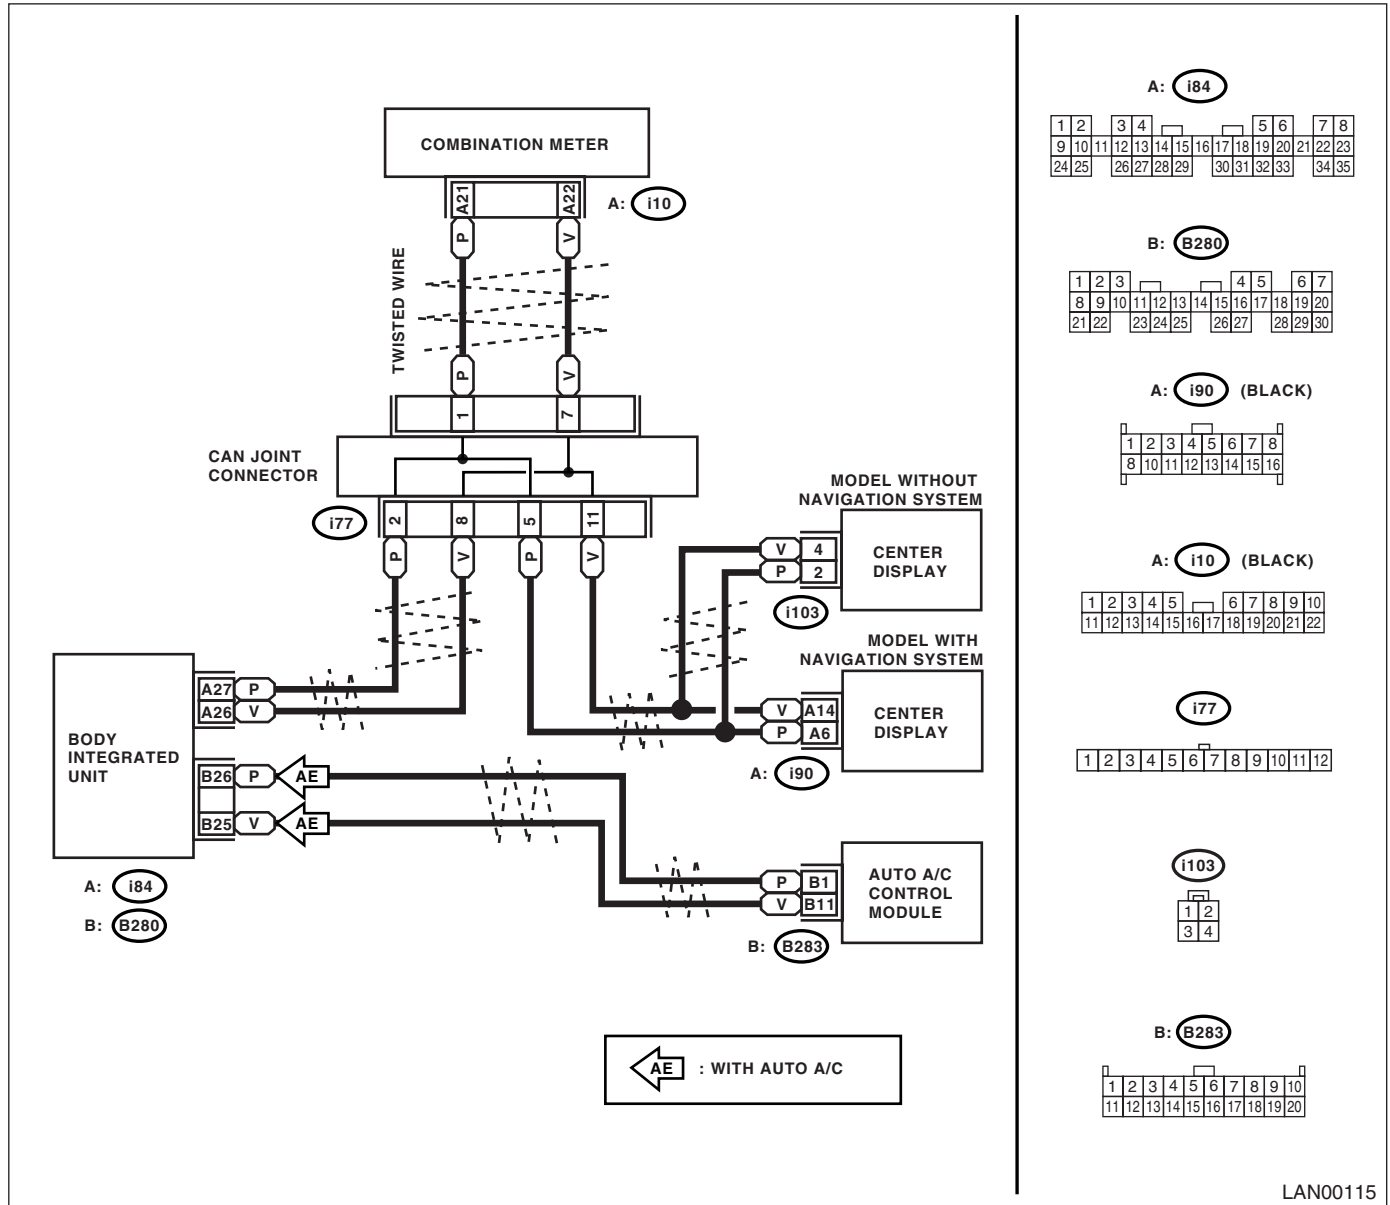 COMBINATION METER
A21 A22
A: i10
P V
TWISTED WIRE
P V
1 7
CAN JOINT
CONNECTOR
i77
2 8 5 11
P V P V
MODEL WITHOUT
NAVIGATION SYSTEM
V 4
P 2
CENTER
DISPLAY
i103
MODEL WITH
NAVIGATION SYSTEM
V A14
P A6
CENTER
DISPLAY
A: i90
BODY
INTEGRATED
UNIT
A27 P
A26 V
B26 P AE
B25 V AE
A: i84
B: B280
P B1
V B11
AUTO A/C
CONTROL
MODULE
B: B283
AE : WITH AUTO A/C
A: i84
1 2 3 4 5 6 7 8
9 10 11 12 13 14 15 16 17 18 19 20 21 22 23
24 25 26 27 28 29 30 31 32 33 34 35
B: B280
1 2 3 4 5 6 7
8 9 10 11 12 13 14 15 16 17 18 19 20
21 22 23 24 25 26 27 28 29 30
A: i90 (BLACK)
1 2 3 4 5 6 7 8
8 10 11 12 13 14 15 16
A: i10 (BLACK)
1 2 3 4 5 6 7 8 9 10
11 12 13 14 15 16 17 18 19 20 21 22
i77
1 2 3 4 5 6 7 8 9 10 11 12
i103
1 2
3 4
B: B283
1 2 3 4 5 6 7 8 9 10
11 12 13 14 15 16 17 18 19 20
LAN00115